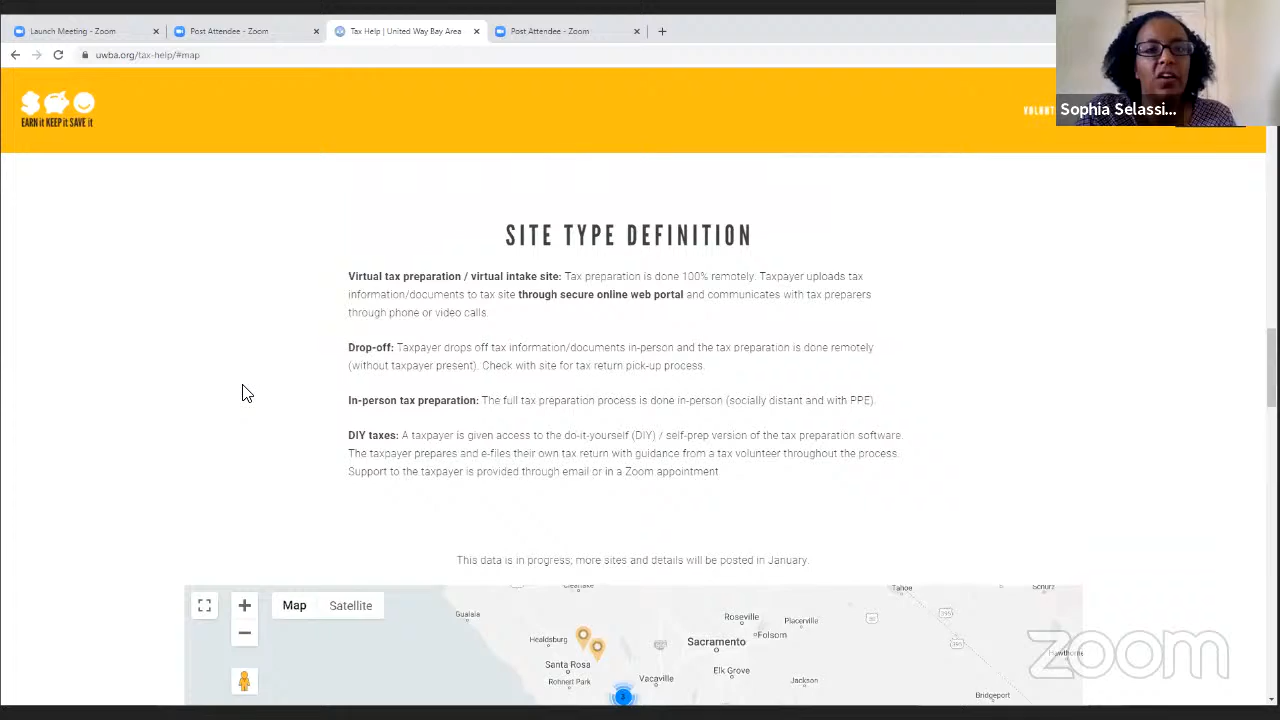 Launch Meeting - Zoom
Post Attendee - Zoom
Tax Help | United Way Bay Area
Post Attendee - Zoom
uwba.org/tax-help/#map
EARN it KEEP it SAVE it
VOLUNT
Sophia Selassi...
SITE TYPE DEFINITION
Virtual tax preparation / virtual intake site: Tax preparation is done 100% remotely. Taxpayer uploads tax
information/documents to tax site through secure online web portal and communicates with tax preparers
through phone or video calls.
Drop-off: Taxpayer drops off tax information/documents in-person and the tax preparation is done remotely
(without taxpayer present). Check with site for tax return pick-up process.
In-person tax preparation: The full tax preparation process is done in-person (socially distant and with PPE).
DIY taxes: A taxpayer is given access to the do-it-yourself (DIY) / self-prep version of the tax preparation software.
The taxpayer prepares and e-files their own tax return with guidance from a tax volunteer throughout the process.
Support to the taxpayer is provided through email or in a Zoom appointment
This data is in progress; more sites and details will be posted in January.
Map
Satellite
Clearlake
Tahoe
Schurz
Gualala
Roseville
Placerville
395
Healdsburg
Folsom
Sacramento
395
Hawthorne
Santa Rosa
Elk Grove
Rohnert Park
Vacaville
Jackson
Bridgeport
3
zoom